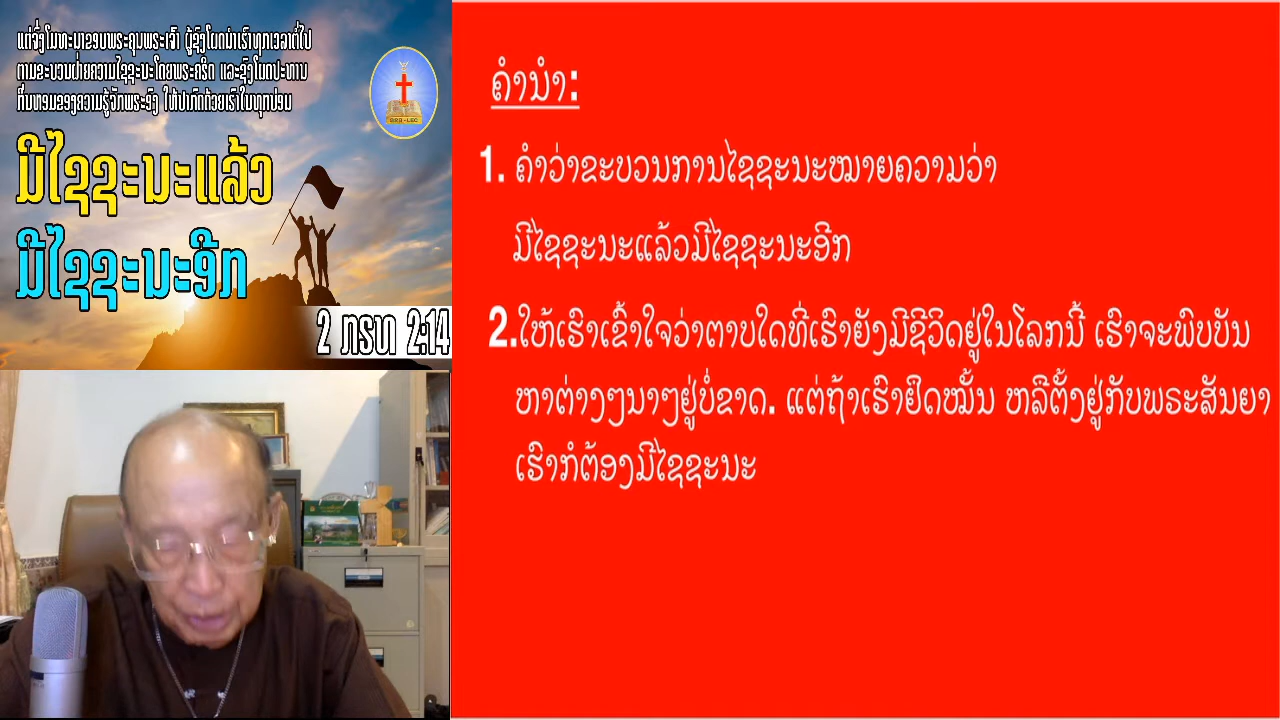 ແຕ່ຈົ່ງໂມທະນາຂອບພຣະຄຸນພຣະເຈົ້າ ຜູ້ຊົງໂຜດນຳເຮົາທຸກເວລາຕໍ່ໄປ
ຕາມຂະບວນຝ່າຍຄວາມໄຊຊະນະໂດຍພຣະຄຣິດ ແລະຊົງໂຜດປະທານ
ກິ່ນຫອມຂອງຄວາມຮູ້ຈັກພຣະອົງ ໃຫ້ປາກົດດ້ວຍເຮົາໃນທຸກບ່ອນ
ມີໄຊຊະນະແລ້ວ
ມີໄຊຊະນະອີກ
2 ກຣທ 2:14
BRB-LEC
ຄຳນຳ:
1. ຄຳວ່າຂະບວນການໄຊຊະນະໝາຍຄວາມວ່າ
ມີໄຊຊະນະແລ້ວມີໄຊຊະນະອີກ
2.ໃຫ້ເຮົາເຂົ້າໃຈວ່າຕາບໃດທີ່ເຮົາຍັງມີຊີວິດຢູ່ໃນໂລກນີ້ ເຮົາຈະພົບບັນ
ຫາຕ່າງໆນາໆຢູ່ບໍ່ຂາດ. ແຕ່ຖ້າເຮົາຢຶດໝັ້ນ ຫລືຕັ້ງຢູ່ກັບພຣະສັນຍາ
ເຮົາກໍຕ້ອງມີໄຊຊະນະ